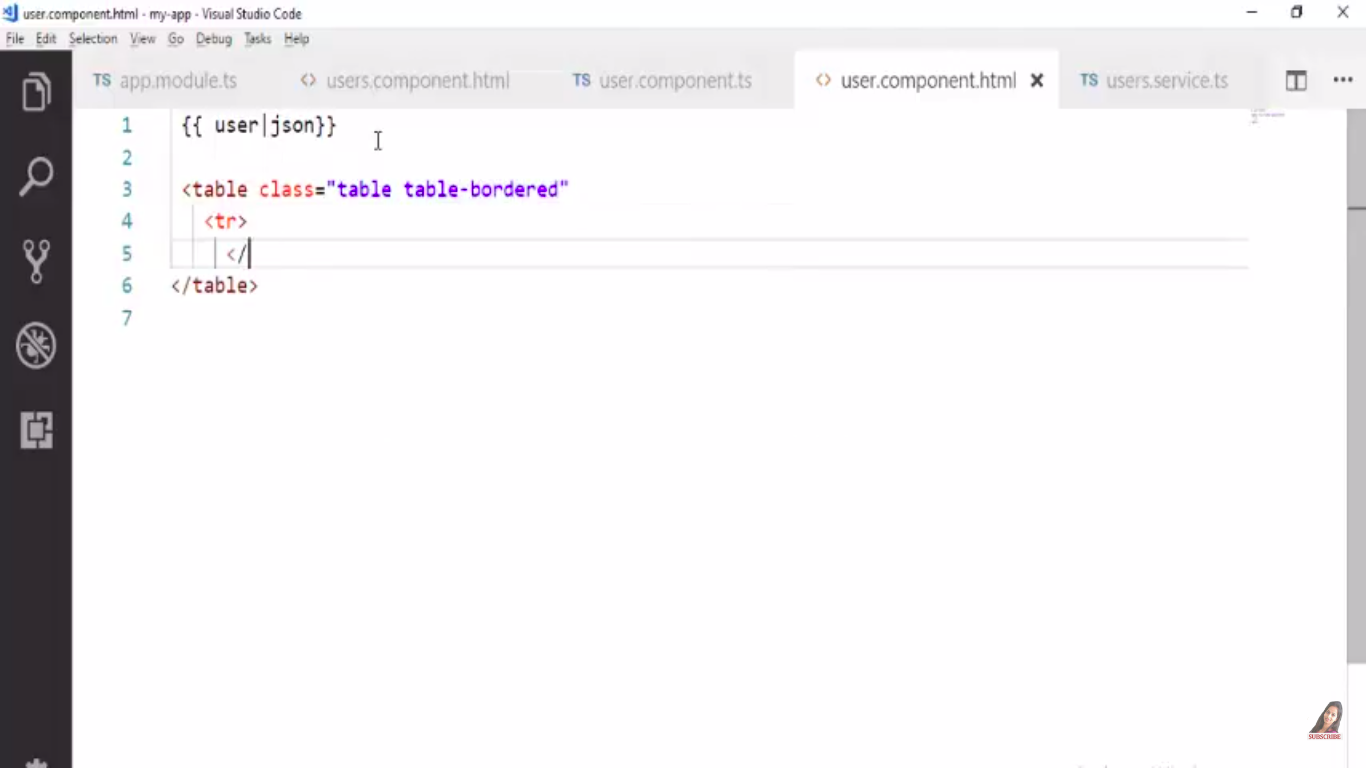 user.component.html - my-app - Visual Studio Code
File Edit Selection View Go Debug Tasks Help
TS app.module.ts <> users.component.html TS user.component.ts <> user.component.html TS users.service.ts
1 {{ user|json}}
2
3 <table class="table table-bordered"
4 <tr>
5 </
6 </table>
7
SUBSCRIBE